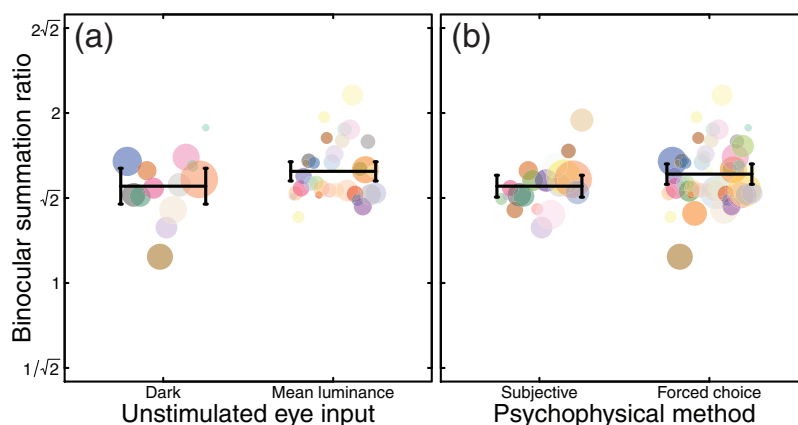 (a)
(b)
Binocular summation ratio
2√2
2
√2
1
1/√2
Dark
Mean luminance
Unstimulated eye input
Subjective
Forced choice
Psychophysical method